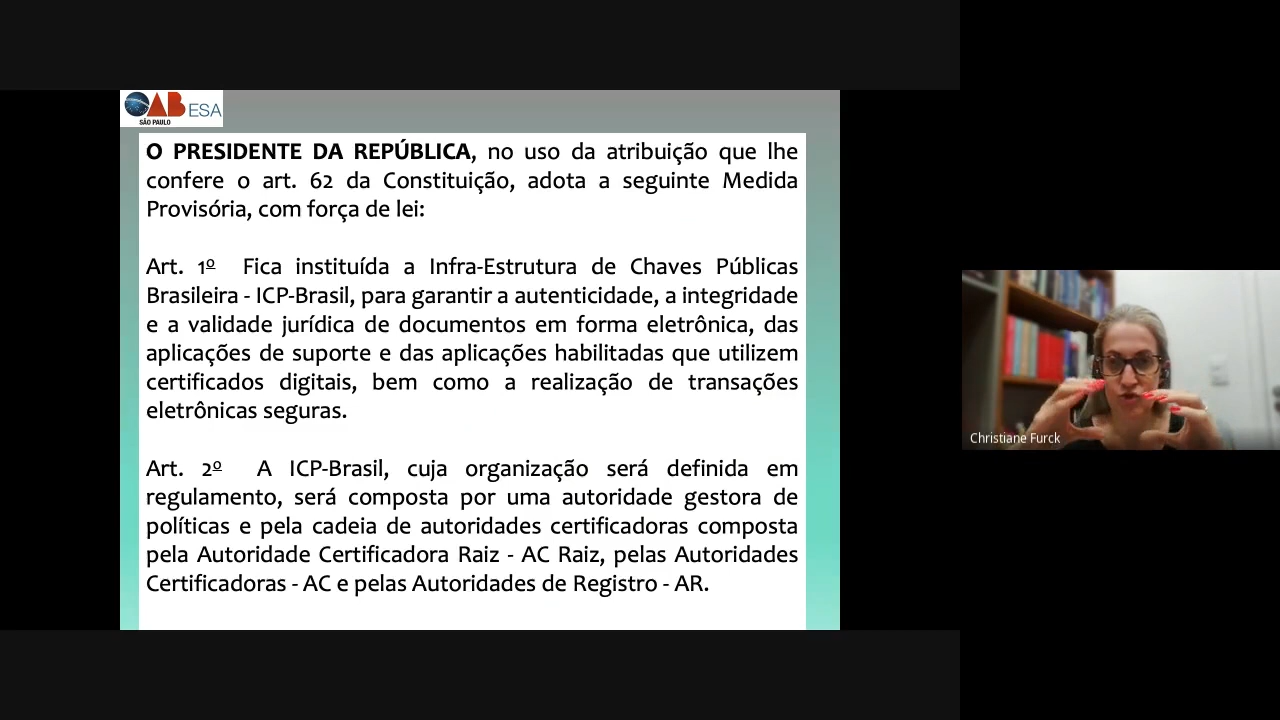 OAB ESA
SÃO PAULO
O PRESIDENTE DA REPÚBLICA, no uso da atribuição que lhe
confere o art. 62 da Constituição, adota a seguinte Medida
Provisória, com força de lei:
Art. 1º Fica instituída a Infra-Estrutura de Chaves Públicas
Brasileira - ICP-Brasil, para garantir a autenticidade, a integridade
e a validade jurídica de documentos em forma eletrônica, das
aplicações de suporte e das aplicações habilitadas que utilizem
certificados digitais, bem como a realização de transações
eletrônicas seguras.
Art. 2º A ICP-Brasil, cuja organização será definida em
regulamento, será composta por uma autoridade gestora de
políticas e pela cadeia de autoridades certificadoras composta
pela Autoridade Certificadora Raiz - AC Raiz, pelas Autoridades
Certificadoras - AC e pelas Autoridades de Registro - AR.
Christiane Furck